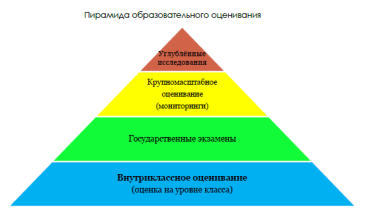 Пирамида образовательного оценивания
Углублённые
исследования
Крупномасштабное
оценивание
(мониторинги)
Государственные экзамены
Внутриклассное оценивание
(оценка на уровне класса)